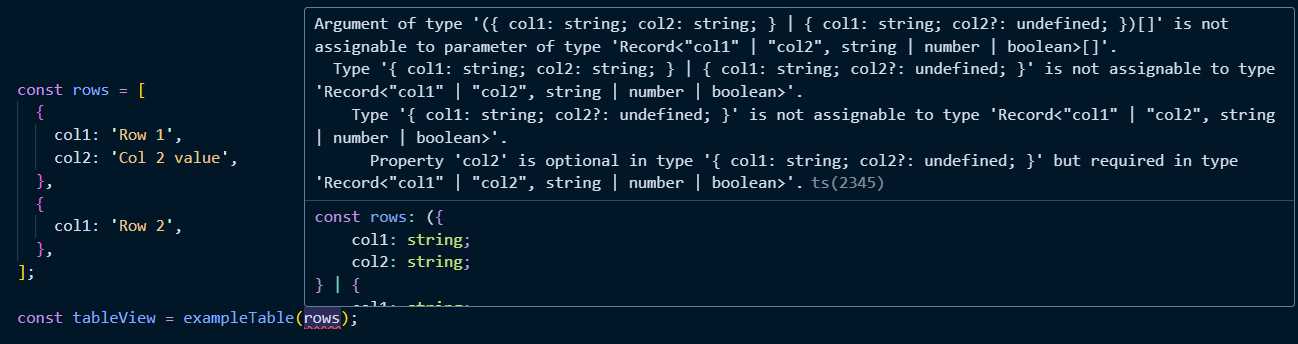 Argument of type '({ col1: string; col2: string; } | { col1: string; col2?: undefined; })[]' is not
assignable to parameter of type 'Record<"col1" | "col2", string | number | boolean>[]'.
  Type '{ col1: string; col2: string; } | { col1: string; col2?: undefined; }' is not assignable to type
'Record<"col1" | "col2", string | number | boolean>'.
    Type '{ col1: string; col2?: undefined; }' is not assignable to type 'Record<"col1" | "col2", string
| number | boolean>'.
      Property 'col2' is optional in type '{ col1: string; col2?: undefined; }' but required in type
'Record<"col1" | "col2", string | number | boolean>'. ts(2345)
const rows: ({
    col1: string;
    col2: string;
} | {
const rows = [
  {
    col1: 'Row 1',
    col2: 'Col 2 value',
  },
  {
    col1: 'Row 2',
  },
];
const tableView = exampleTable(rows);